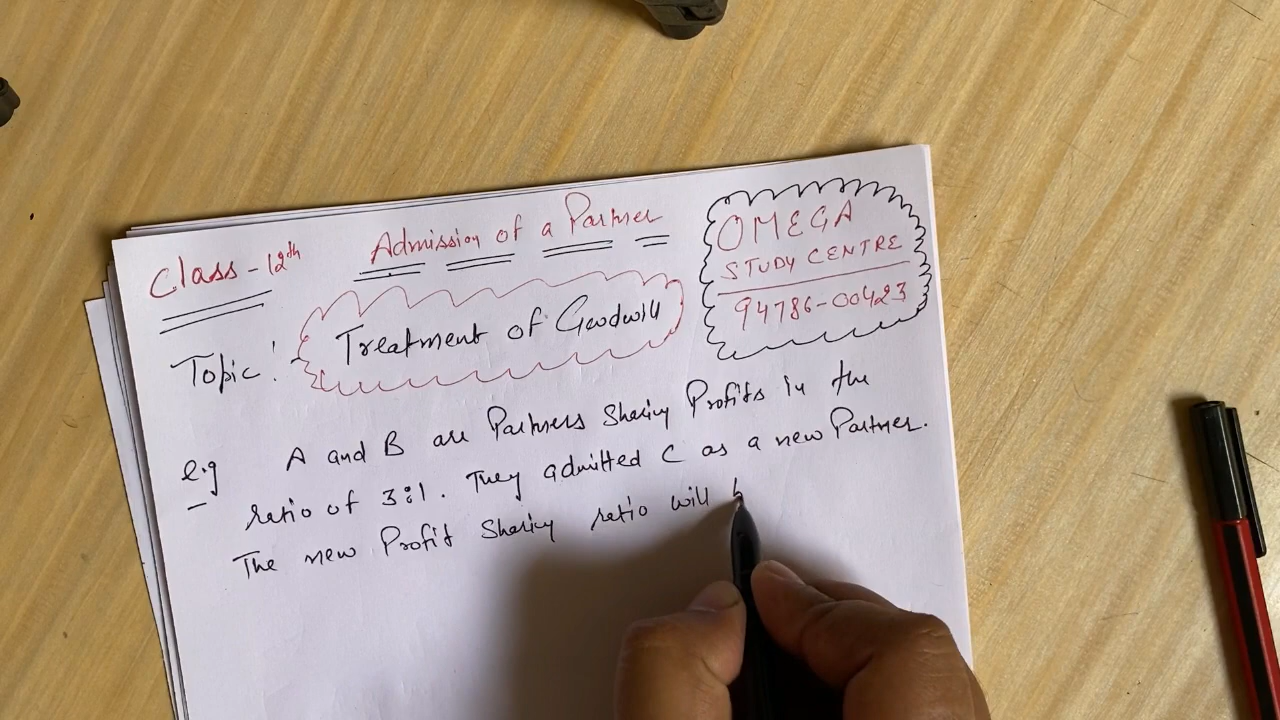 Class - 12th
Admission of a Partner
OMEGA
STUDY CENTRE
94786-00423
Topic:- Treatment of Goodwill
e.g A and B are Partners Sharing Profits in the
ratio of 3:1. They admitted C as a new Partner.
The new Profit Sharing ratio will b